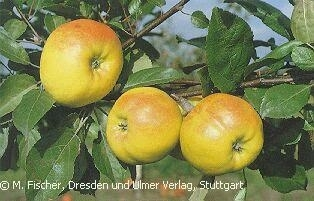 © M. Fischer, Dresden und Ulmer Verlag, Stuttgart